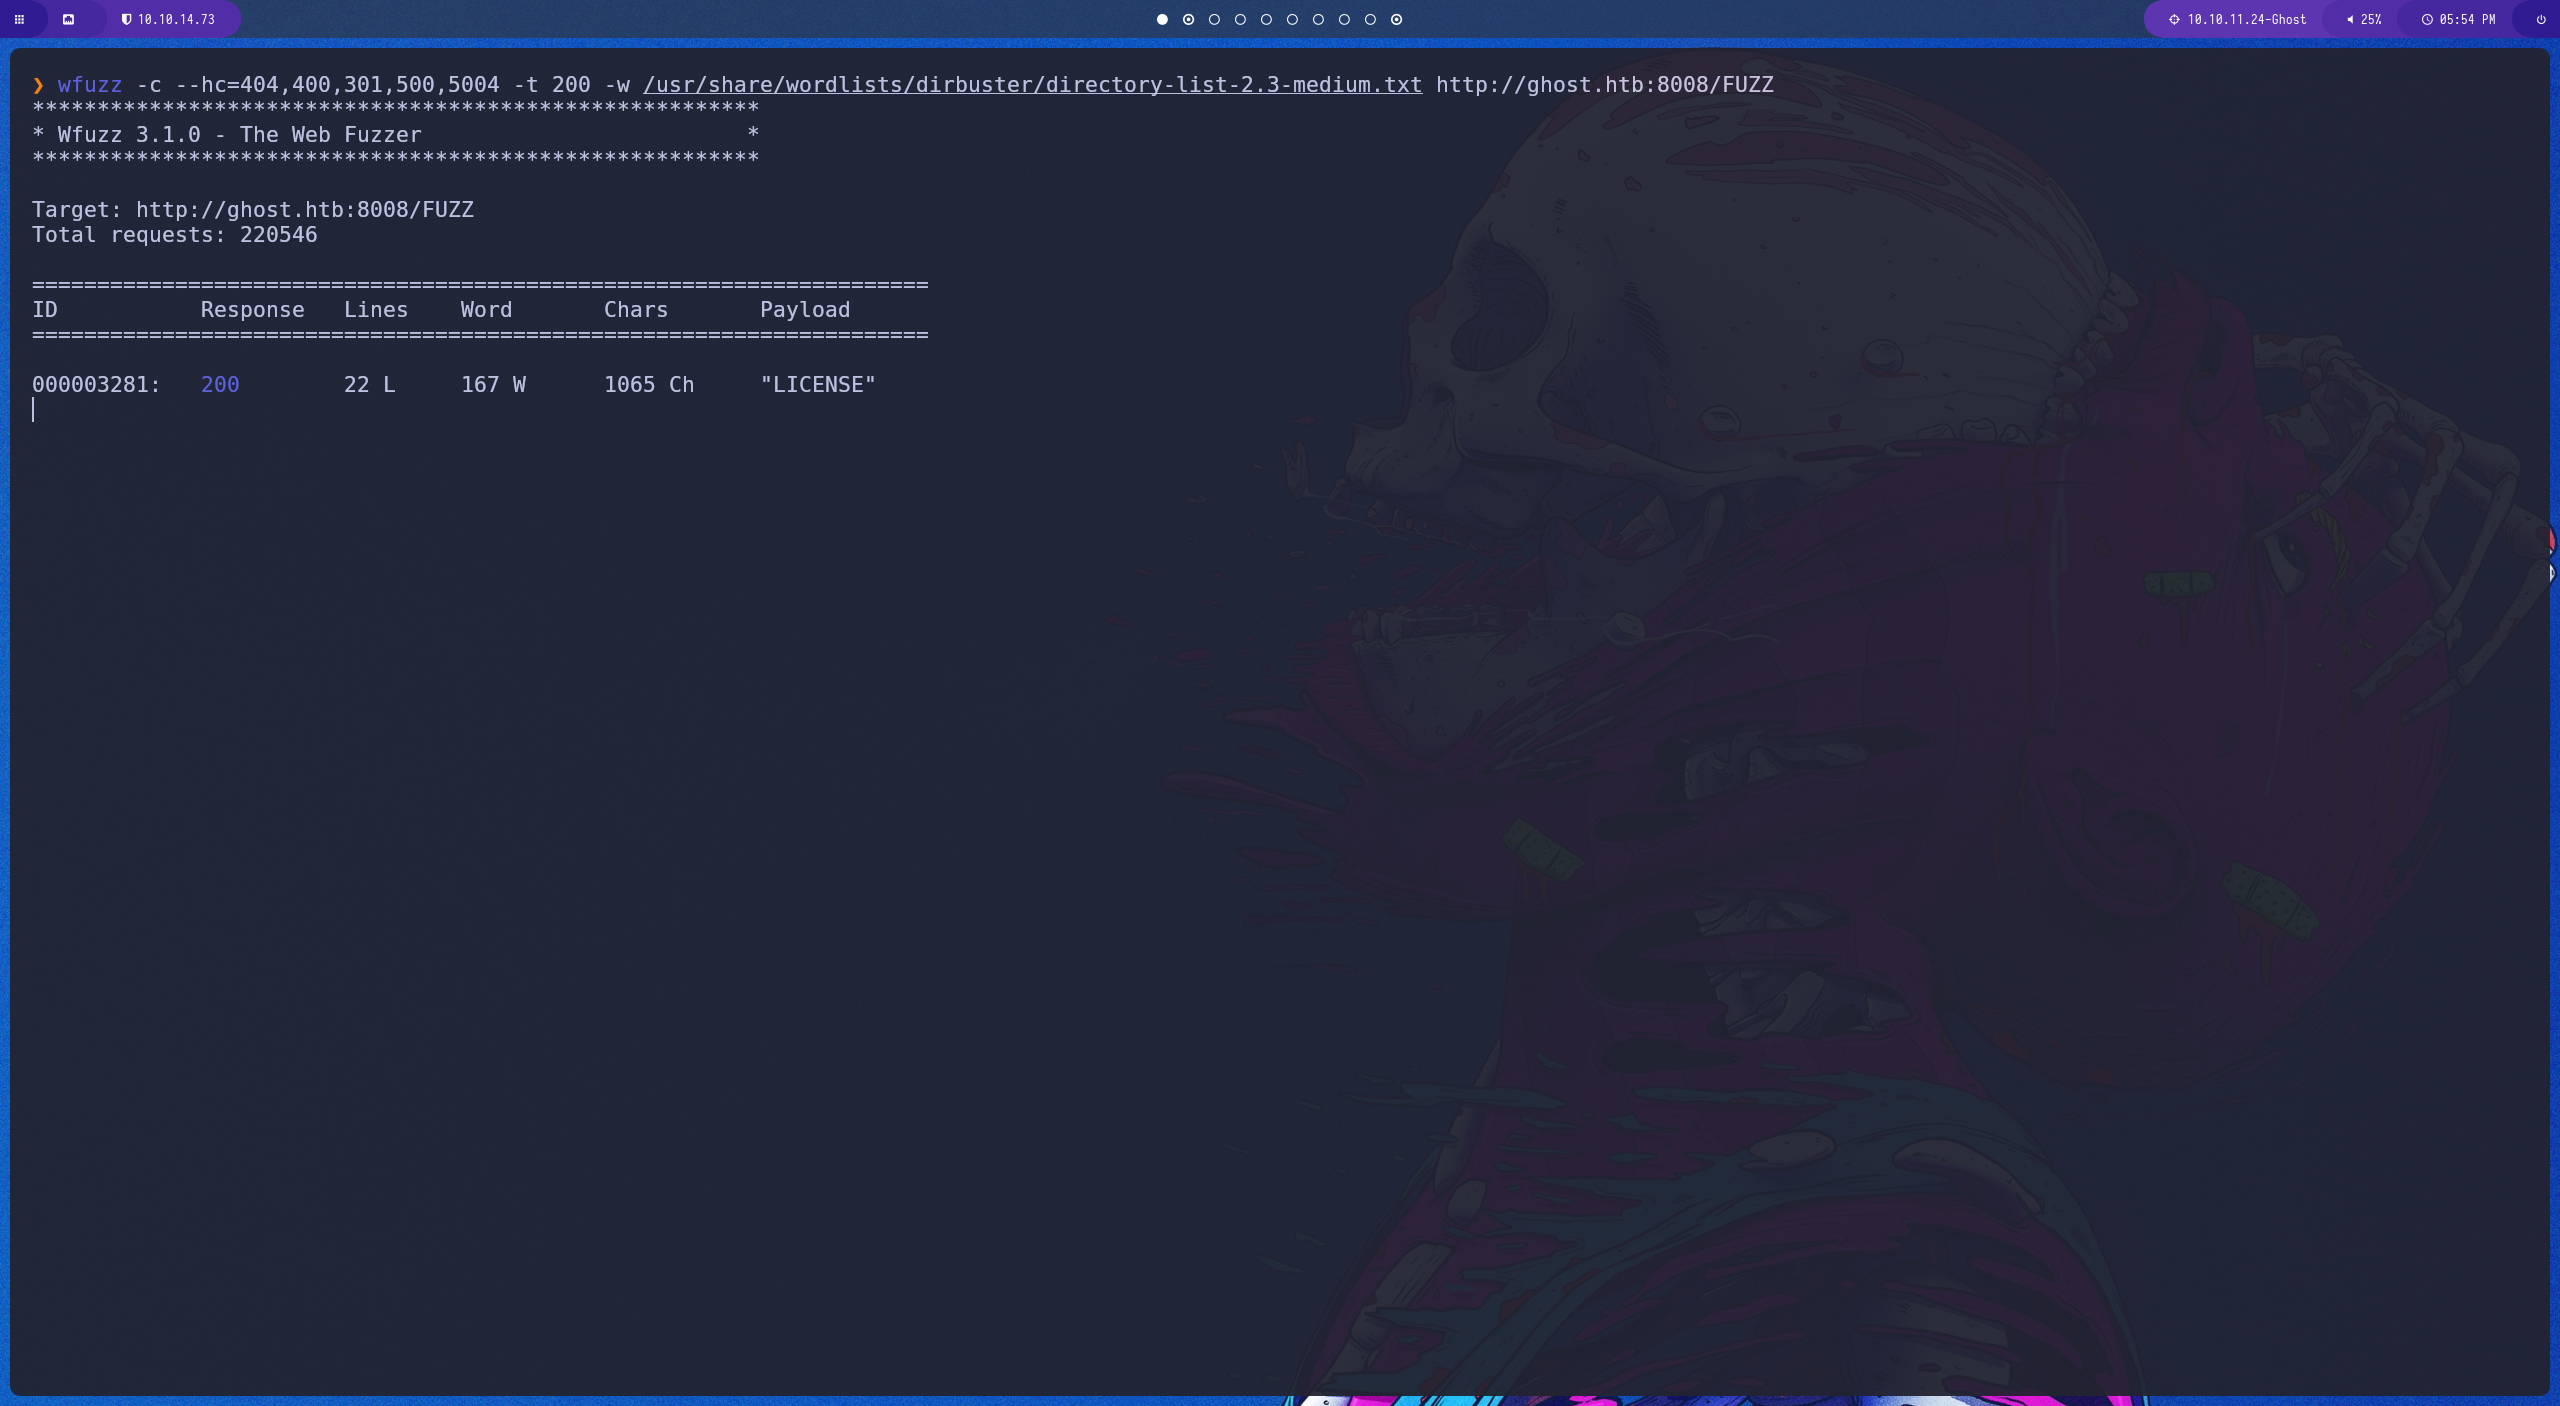 10.10.14.73
10.10.11.24-Ghost 25% 05:54 PM
❯ wfuzz -c --hc=404,400,301,500,5004 -t 200 -w /usr/share/wordlists/dirbuster/directory-list-2.3-medium.txt http://ghost.htb:8008/FUZZ
********************************************************
* Wfuzz 3.1.0 - The Web Fuzzer                         *
********************************************************
Target: http://ghost.htb:8008/FUZZ
Total requests: 220546
=====================================================================
ID           Response   Lines    Word       Chars       Payload
=====================================================================
000003281:   200        22 L     167 W      1065 Ch     "LICENSE"